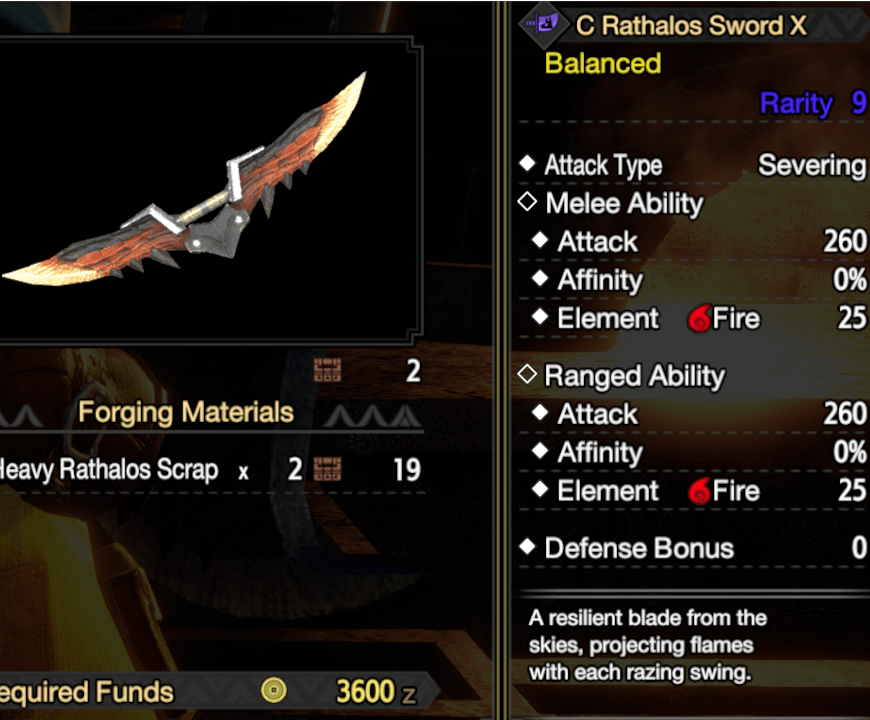 C Rathalos Sword X
Balanced
Rarity 9
Attack Type Severing
Melee Ability
Attack 260
Affinity 0%
Element Fire 25
Ranged Ability
Attack 260
Affinity 0%
Element Fire 25
Defense Bonus 0
A resilient blade from the
skies, projecting flames
with each razing swing.
2
Forging Materials
Heavy Rathalos Scrap x 2 19
equired Funds 3600 z